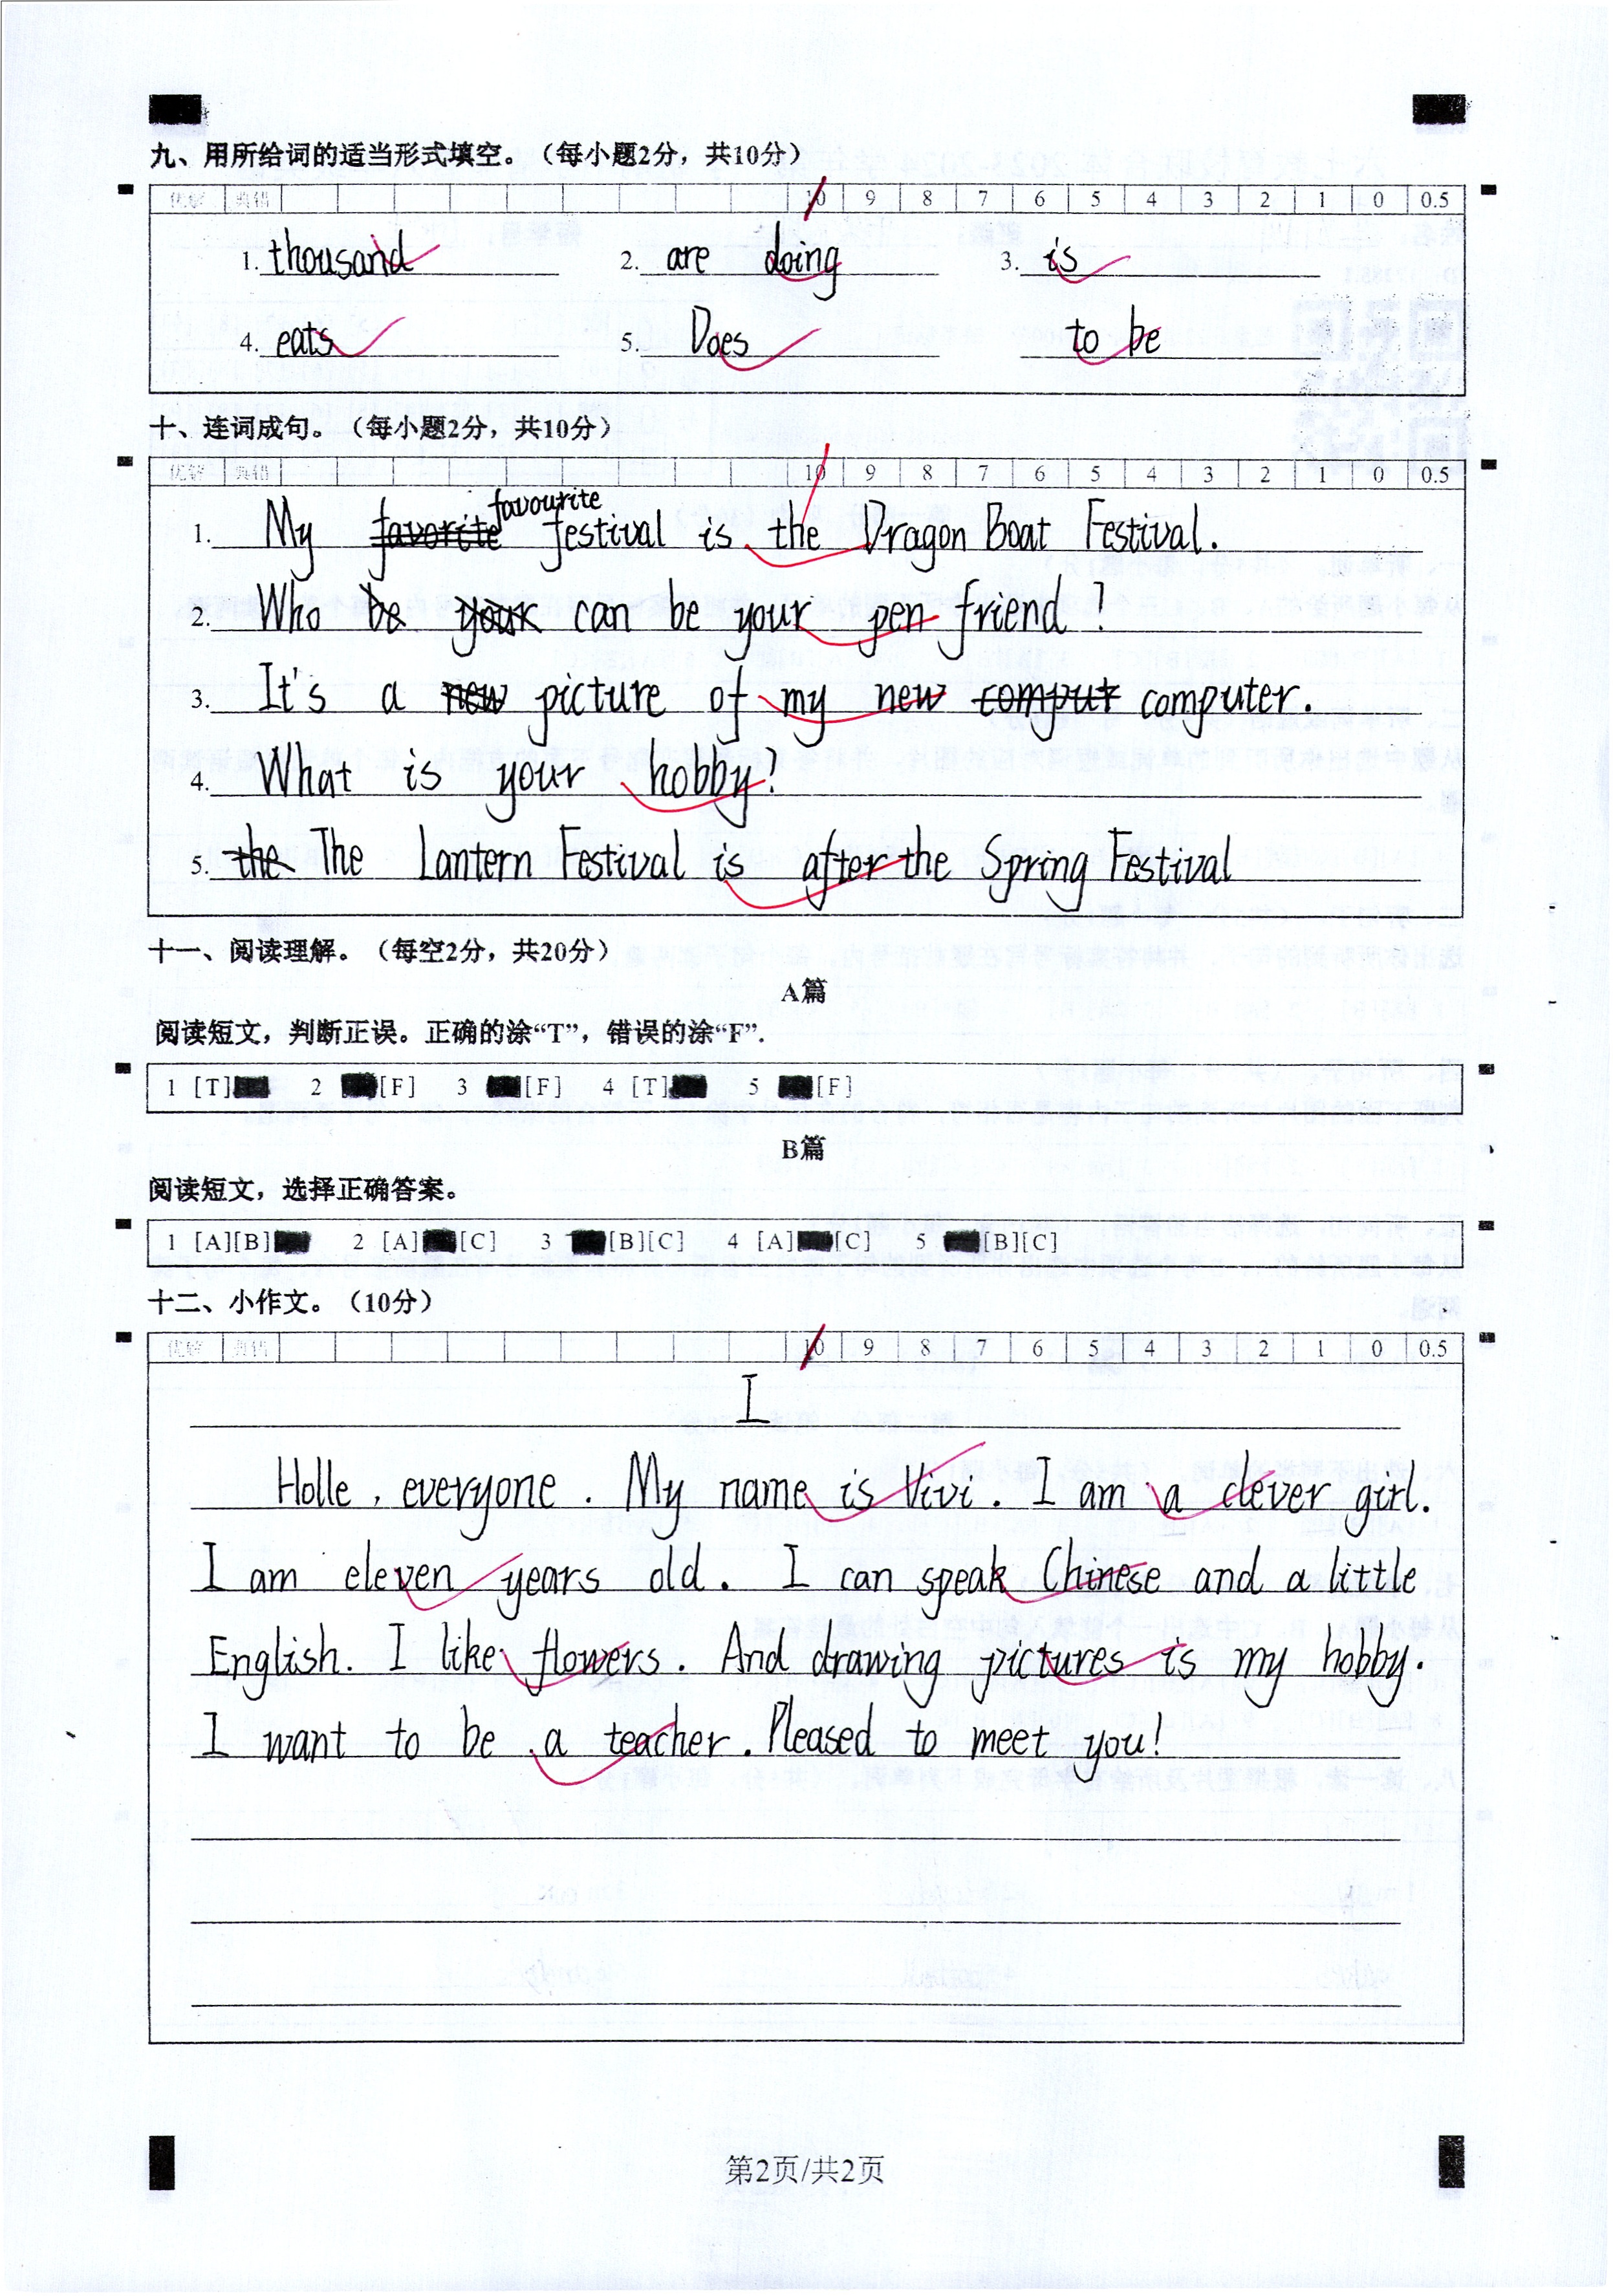 九、用所给词的适当形式填空。（每小题2分，共10分）
优解 典错 10 9 8 7 6 5 4 3 2 1 0 0.5
1. thousand 2. are doing 3. is
4. eats 5. Does to be
十、连词成句。（每小题2分，共10分）
优解 典错 10 9 8 7 6 5 4 3 2 1 0 0.5
favourite
1. My favorite festival is the Dragon Boat Festival.
2. Who be your can be your pen friend?
3. It's a new picture of my new comput computer.
4. What is your hobby?
5. the The Lantern Festival is after the Spring Festival
十一、阅读理解。（每空2分，共20分）
A篇
阅读短文，判断正误。正确的涂“T”，错误的涂“F”.
1 [T] 2 [F] 3 [F] 4 [T] 5 [F]
B篇
阅读短文，选择正确答案。
1 [A][B] 2 [A] [C] 3 [B][C] 4 [A] [C] 5 [B][C]
十二、小作文。（10分）
优解 典错 10 9 8 7 6 5 4 3 2 1 0 0.5
I
Holle, everyone. My name is Vivi. I am a clever girl.
I am eleven years old. I can speak Chinese and a little
English. I like flowers. And drawing pictures is my hobby.
I want to be a teacher. Pleased to meet you!
第2页/共2页